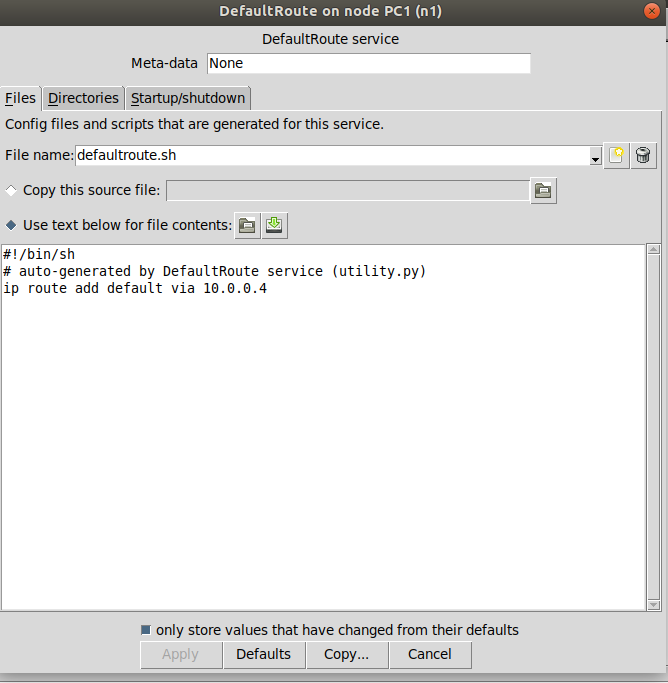 DefaultRoute on node PC1 (n1)
DefaultRoute service
Meta-data None
Files Directories Startup/shutdown
Config files and scripts that are generated for this service.
File name: defaultroute.sh
Copy this source file:
Use text below for file contents:
#!/bin/sh
# auto-generated by DefaultRoute service (utility.py)
ip route add default via 10.0.0.4
only store values that have changed from their defaults
Apply Defaults Copy... Cancel